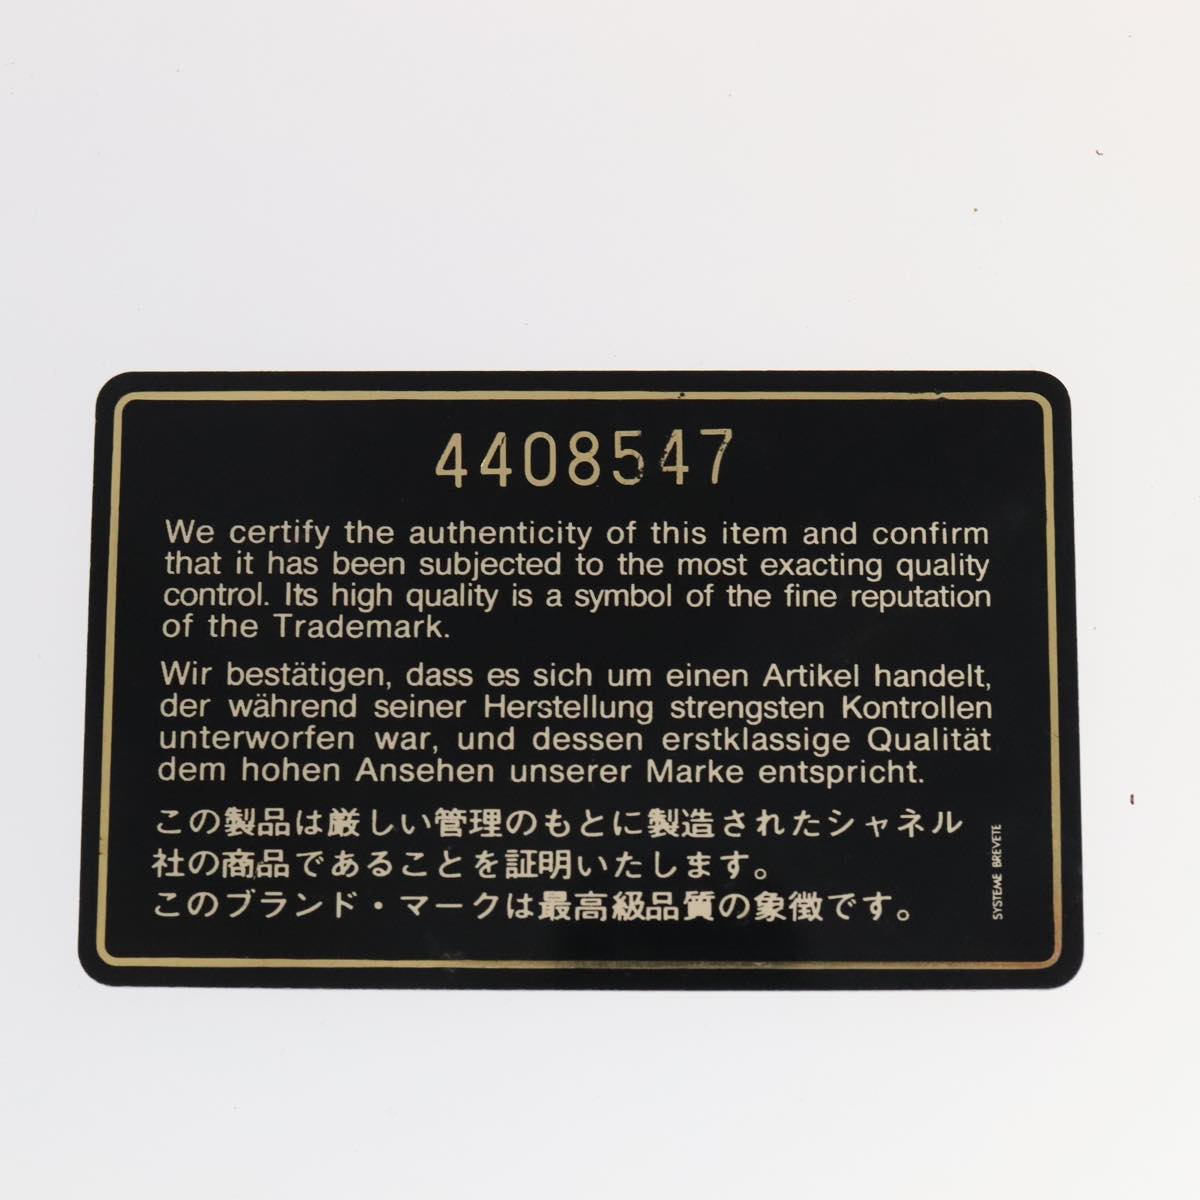 4408547
We certify the authenticity of this item and confirm
that it has been subjected to the most exacting quality
control. Its high quality is a symbol of the fine reputation
of the Trademark.
Wir bestätigen, dass es sich um einen Artikel handelt,
der während seiner Herstellung strengsten Kontrollen
unterworfen war, und dessen erstklassige Qualität
dem hohen Ansehen unserer Marke entspricht.
この製品は厳しい管理のもとに製造されたシャネル
社の商品であることを証明いたします。
このブランド・マークは最高級品質の象徴です。
SYSTEME BREVETE